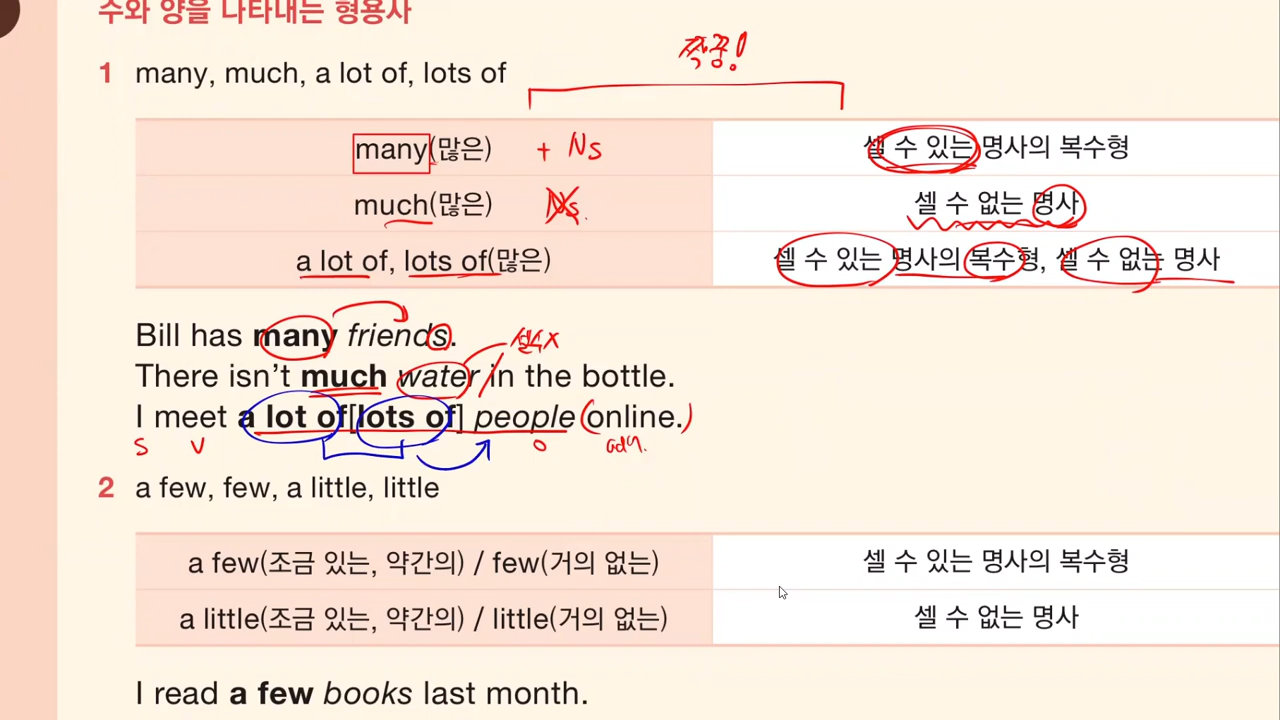 수와 양을 나타내는 형용사
짝꿍!
1 many, much, a lot of, lots of
many(많은) + Ns 셀 수 있는 명사의 복수형
much(많은) Ns 셀 수 없는 명사
a lot of, lots of(많은) 셀 수 있는 명사의 복수형, 셀 수 없는 명사
Bill has many friends.
셀 수 X
There isn't much water in the bottle.
I meet a lot of[lots of] people (online.)
S V O
2 a few, few, a little, little
a few(조금 있는, 약간의) / few(거의 없는) 셀 수 있는 명사의 복수형
a little(조금 있는, 약간의) / little(거의 없는) 셀 수 없는 명사
I read a few books last month.